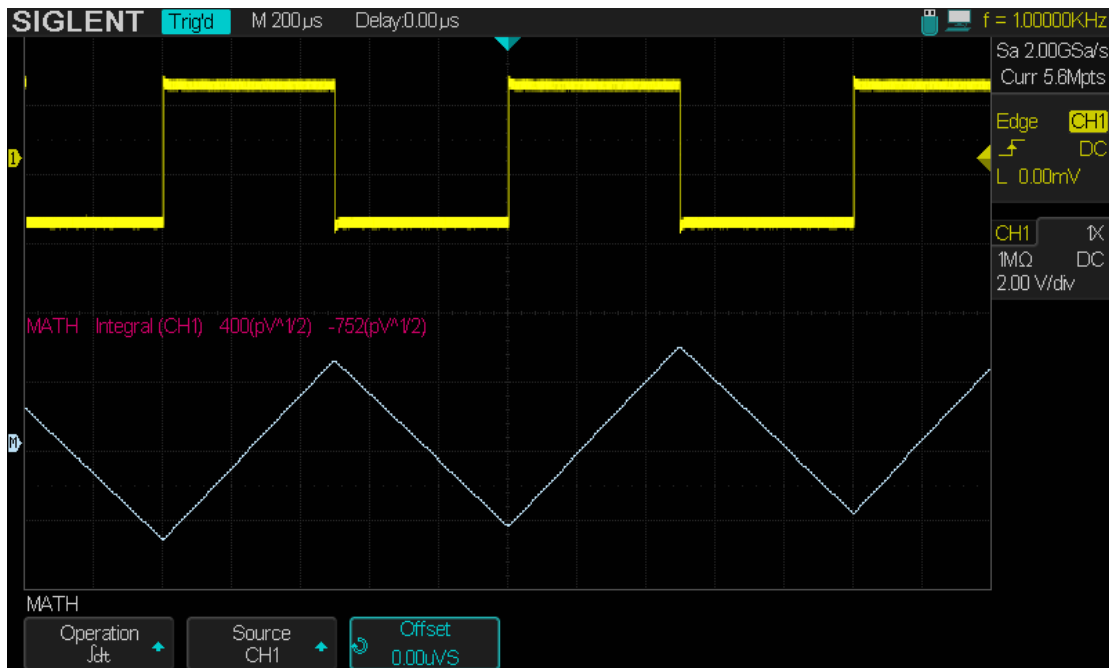 SIGLENT Trig'd M 200µs Delay:0.00µs f = 1.00000KHz
Sa 2.00GSa/s
Curr 5.6Mpts
Edge CH1
DC
L 0.00mV
CH1 1X
1MΩ DC
2.00 V/div
1
MATH Integral (CH1) 400(pV^1/2) -752(pV^1/2)
M
MATH
Operation
∫dt
Source
CH1
Offset
0.00uVS